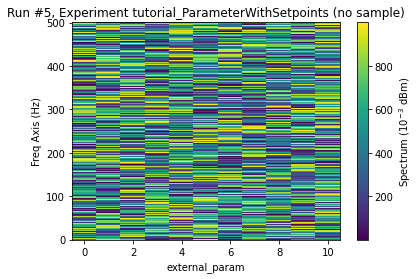 Run #5, Experiment tutorial_ParameterWithSetpoints (no sample)
500
400
300
200
100
0
Freq Axis (Hz)
0 2 4 6 8 10
external_param
800
600
400
200
Spectrum (10⁻³ dBm)